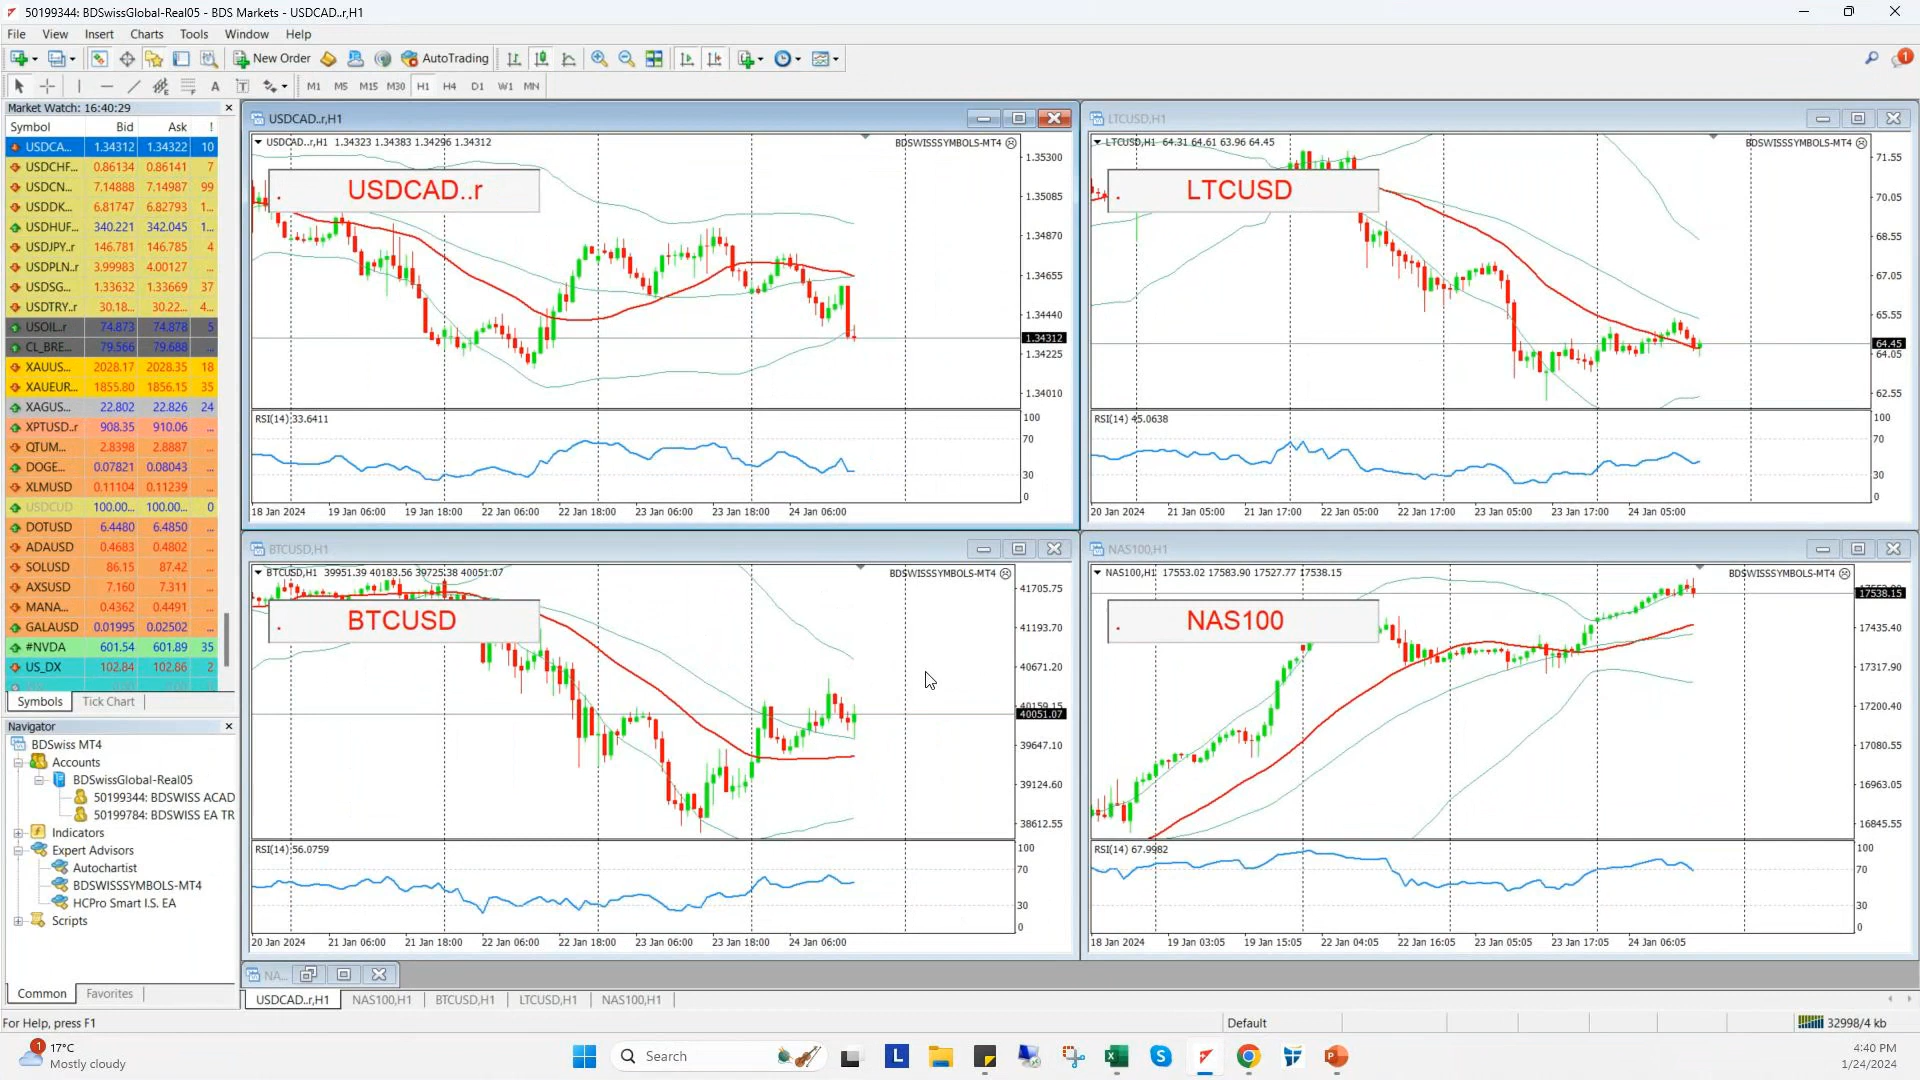 50199344: BDSwissGlobal-Real05 - BDS Markets - USDCAD..r,H1
File View Insert Charts Tools Window Help
New Order AutoTrading
A T M1 M5 M15 M30 H1 H4 D1 W1 MN
Market Watch: 16:40:29
Symbol Bid Ask !
USDCA... 1.34312 1.34322 10
USDCHF... 0.86134 0.86141 7
USDCN... 7.14888 7.14987 99
USDDK... 6.81747 6.82793 1...
USDHUF... 340.221 342.045 1...
USDJPY..r 146.781 146.785 4
USDPLN..r 3.99983 4.00127 ...
USDSG... 1.33632 1.33669 37
USDTRY..r 30.18... 30.22... 4...
USOIL..r 74.873 74.878 5
CL_BRE... 79.566 79.688 ...
XAUUS... 2028.17 2028.35 18
XAUEUR... 1855.80 1856.15 35
XAGUS... 22.802 22.826 24
XPTUSD..r 908.35 910.06 ...
QTUM... 2.8398 2.8887 ...
DOGE... 0.07821 0.08043 ...
XLMUSD 0.11104 0.11239 ...
USDCUD 100.00... 100.00... 0
DOTUSD 6.4480 6.4850 ...
ADAUSD 0.4683 0.4802 ...
SOLUSD 86.15 87.42 ...
AXSUSD 7.160 7.311 ...
MANA... 0.4362 0.4491 ...
GALAUSD 0.01995 0.02502 ...
#NVDA 601.54 601.89 35
US_DX 102.84 102.86 2
Symbols Tick Chart
Navigator
BDSwiss MT4
Accounts
BDSwissGlobal-Real05
50199344: BDSWISS ACAD
50199784: BDSWISS EA TR
Indicators
Expert Advisors
Autochartist
BDSWISSSYMBOLS-MT4
HCPro Smart I.S. EA
Scripts
Common Favorites
USDCAD..r,H1
USDCAD..r,H1 1.34323 1.34383 1.34296 1.34312
BDSWISSSYMBOLS-MT4
. USDCAD..r
1.35300
1.35085
1.34870
1.34655
1.34440
1.34312
1.34225
1.34010
RSI(14) 33.6411
100
70
30
0
18 Jan 2024 19 Jan 06:00 19 Jan 18:00 22 Jan 06:00 22 Jan 18:00 23 Jan 06:00 23 Jan 18:00 24 Jan 06:00
LTCUSD,H1
LTCUSD,H1 64.31 64.61 63.96 64.45
BDSWISSSYMBOLS-MT4
. LTCUSD
71.55
70.05
68.55
67.05
65.55
64.45
64.05
62.55
RSI(14) 45.0638
100
70
30
0
20 Jan 2024 21 Jan 05:00 21 Jan 17:00 22 Jan 05:00 22 Jan 17:00 23 Jan 05:00 23 Jan 17:00 24 Jan 05:00
BTCUSD,H1
BTCUSD,H1 39951.39 40183.56 39725.38 40051.07
BDSWISSSYMBOLS-MT4
. BTCUSD
41705.75
41193.70
40671.20
40159.15
40051.07
39647.10
39124.60
38612.55
RSI(14) 56.0759
100
70
30
0
20 Jan 2024 21 Jan 06:00 21 Jan 18:00 22 Jan 06:00 22 Jan 18:00 23 Jan 06:00 23 Jan 18:00 24 Jan 06:00
NAS100,H1
NAS100,H1 17553.02 17583.90 17527.77 17538.15
BDSWISSSYMBOLS-MT4
. NAS100
17538.15
17435.40
17317.90
17200.40
17080.55
16963.05
16845.55
RSI(14) 67.9982
100
70
30
0
18 Jan 2024 19 Jan 03:05 19 Jan 15:05 22 Jan 04:05 22 Jan 16:05 23 Jan 05:05 23 Jan 17:05 24 Jan 06:05
NA...
USDCAD..r,H1 NAS100,H1 BTCUSD,H1 LTCUSD,H1 NAS100,H1
For Help, press F1
Default
32998/4 kb
1
17°C
Mostly cloudy
Search
L
4:40 PM
1/24/2024